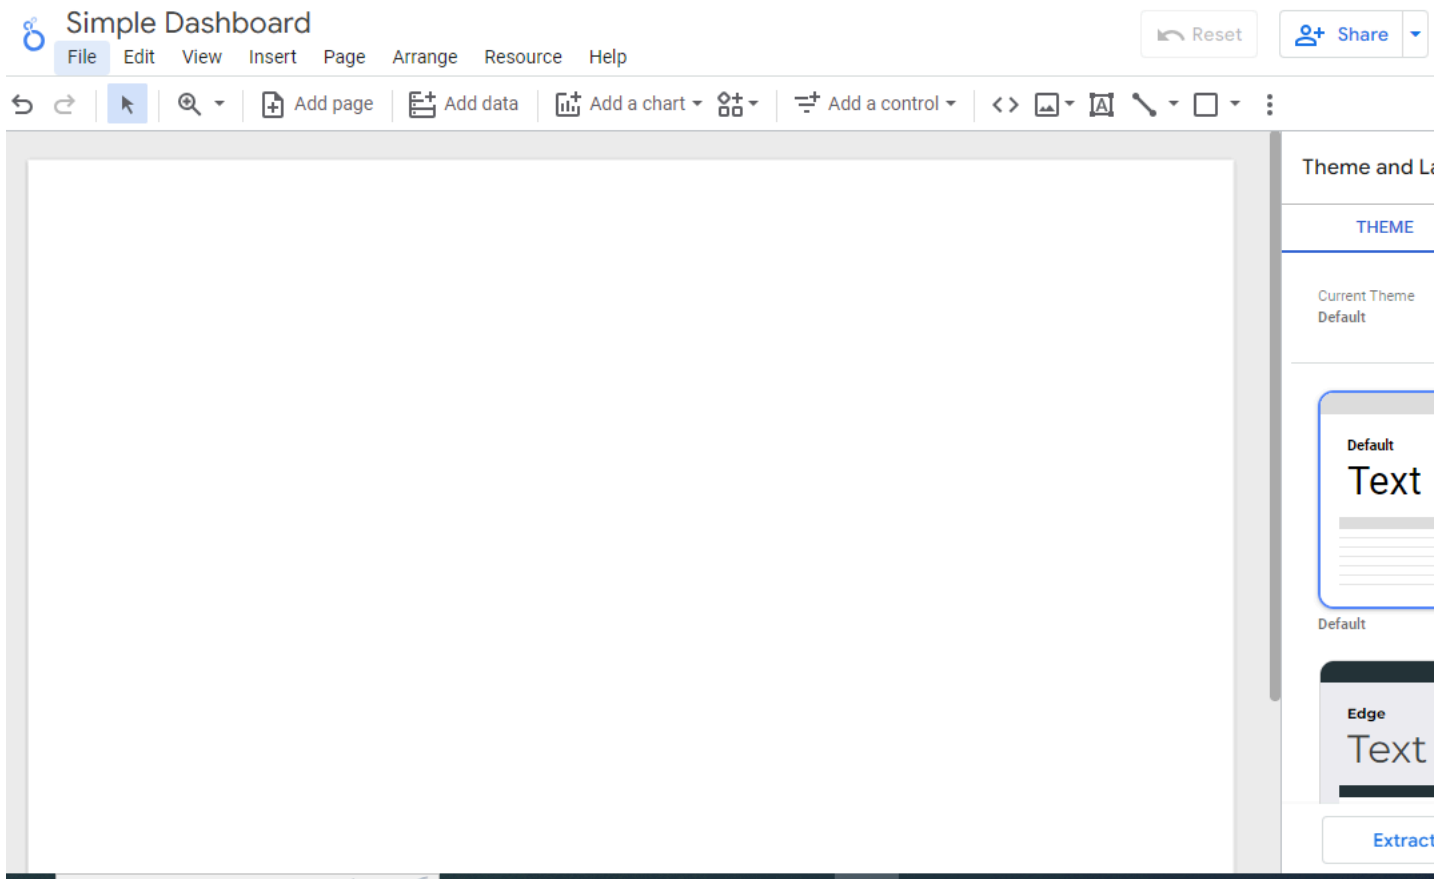 Simple Dashboard
Reset
Share
File Edit View Insert Page Arrange Resource Help
Add page Add data Add a chart Add a control
Theme and La
THEME
Current Theme
Default
Default
Text
Default
Edge
Text
Extract